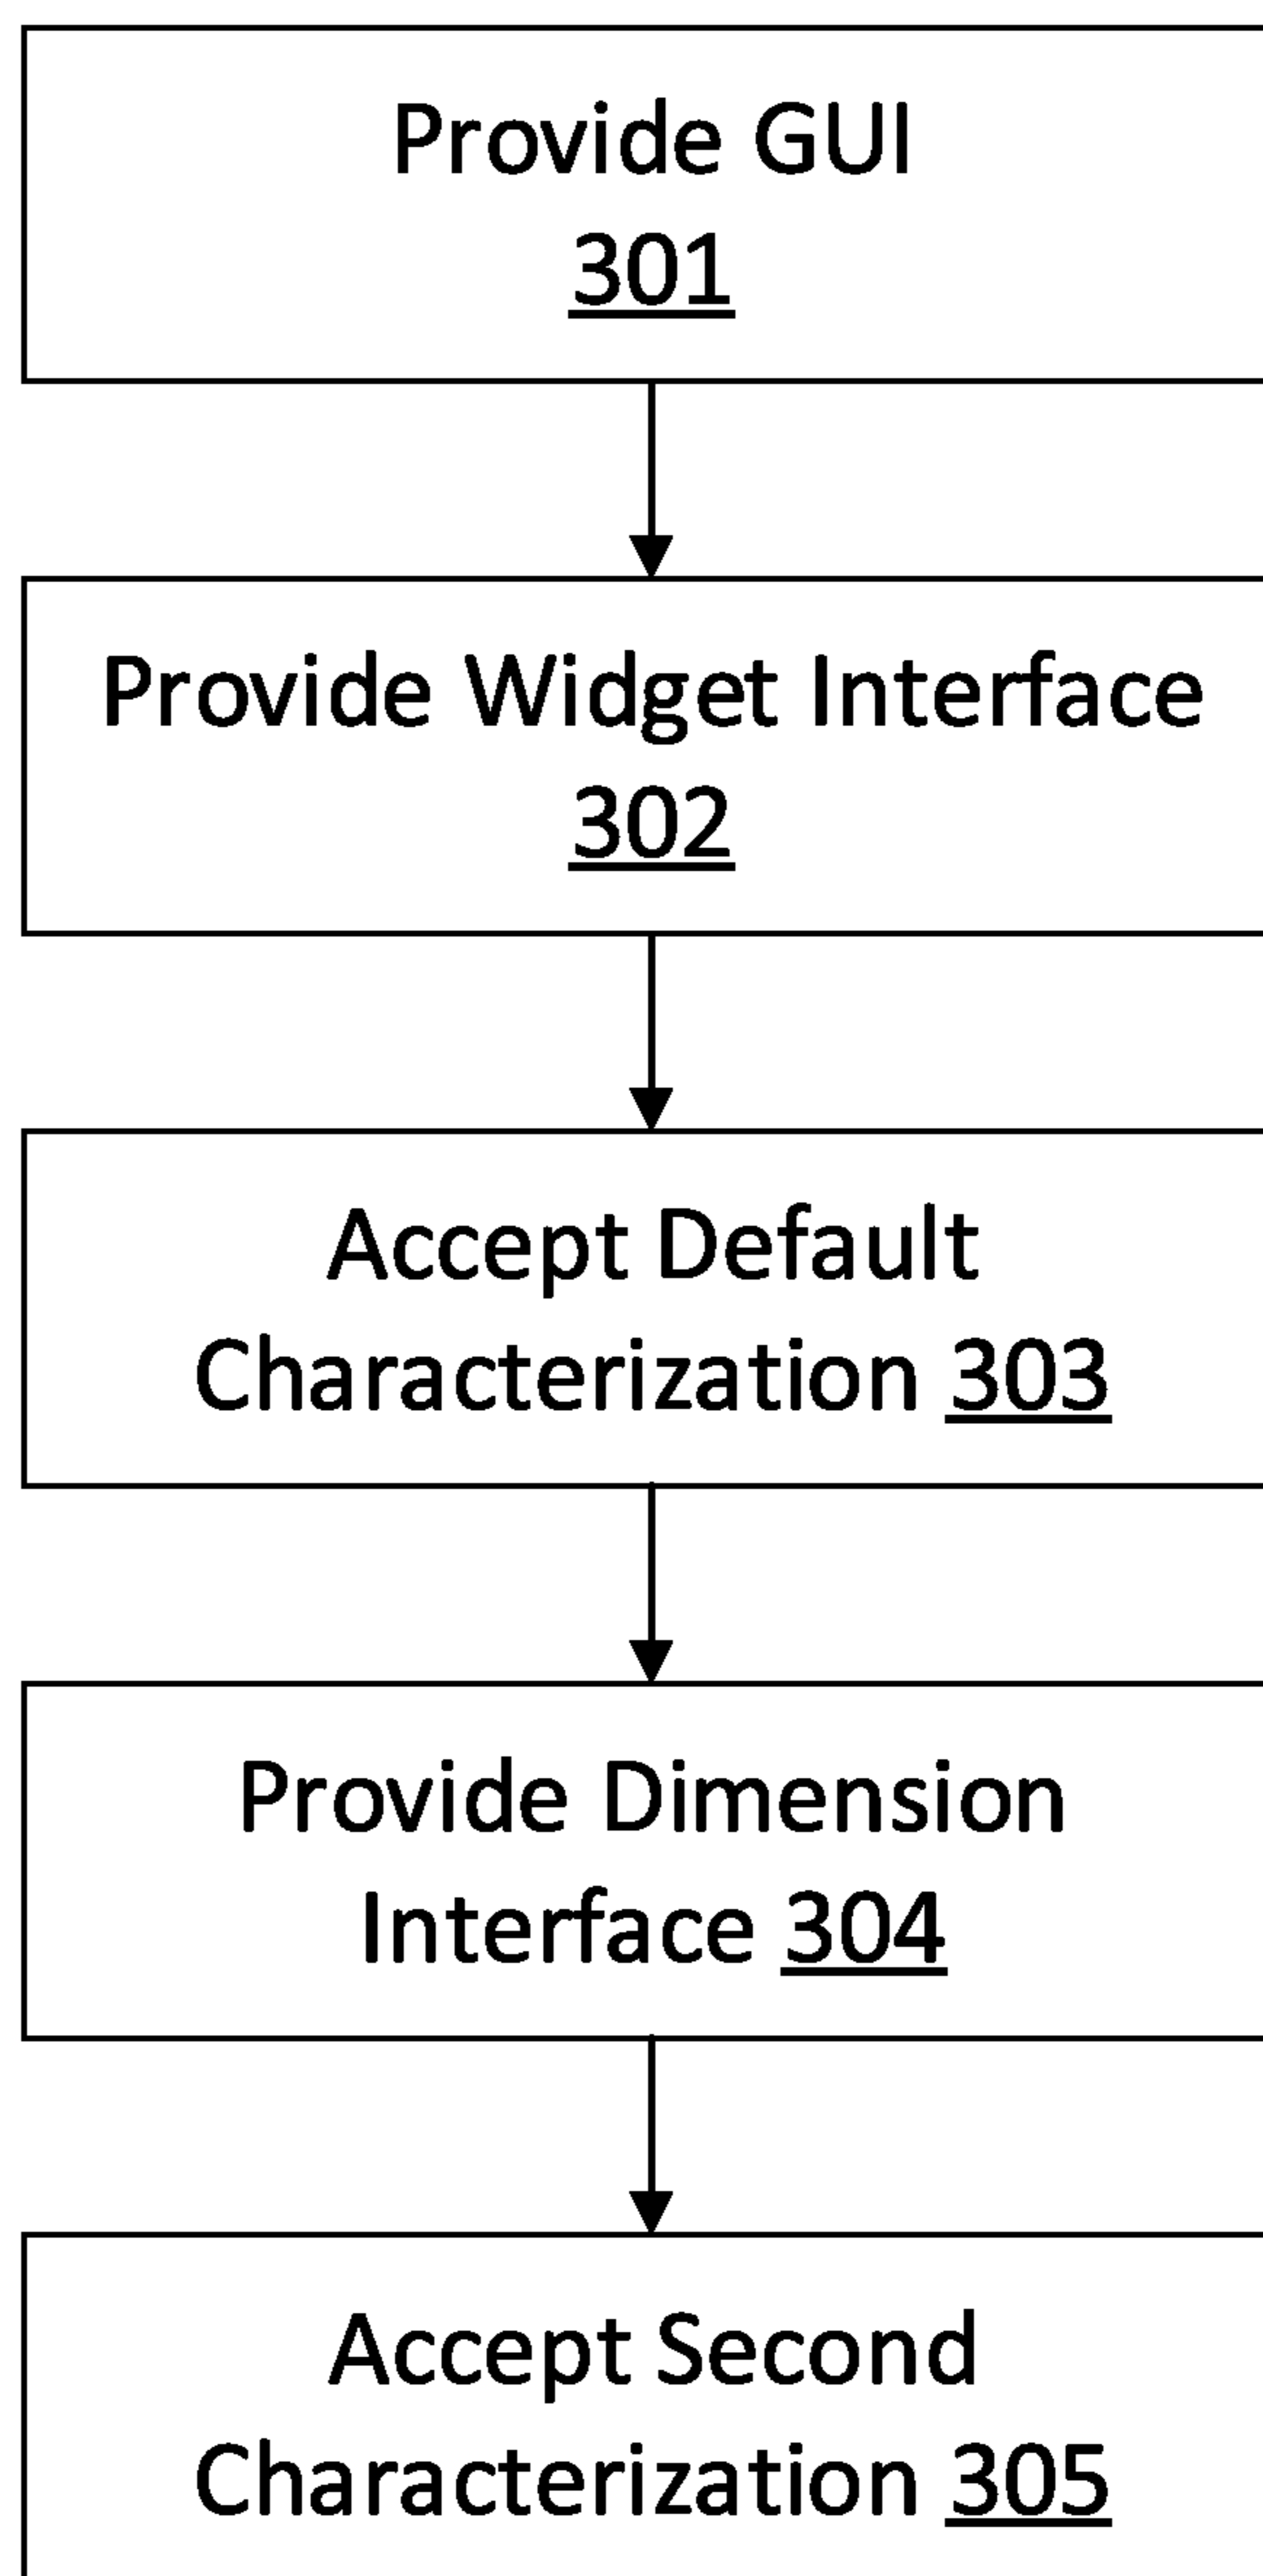 Provide GUI
301
Provide Widget Interface
302
Accept Default
Characterization 303
Provide Dimension
Interface 304
Accept Second
Characterization 305